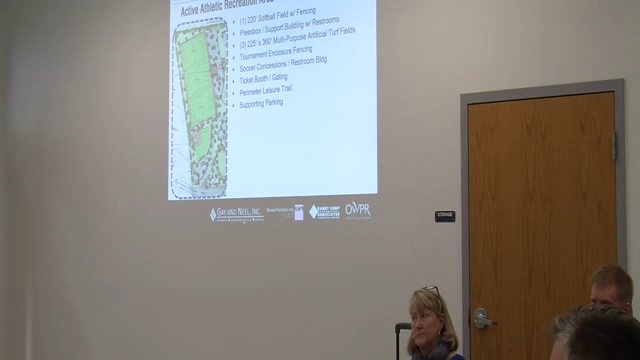 Active Athletic Recreation Area
(1) 220' Softball Field w/ Fencing
Pressbox / Support Building w/ Restrooms
(3) 225' x 360' Multi-Purpose Artificial Turf Fields
Tournament Enclosure Fencing
Soccer Concessions / Restroom Bldg
Ticket Booth / Gating
Perimeter Leisure Trail
Supporting Parking
GAY AND NEEL, INC.
ASSOCIATES
OWPR
STORAGE